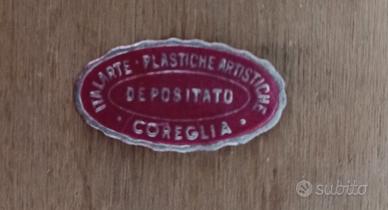 ITALARTE · PLASTICHE ARTISTICHE
DEPOSITATO
· COREGLIA ·
subito